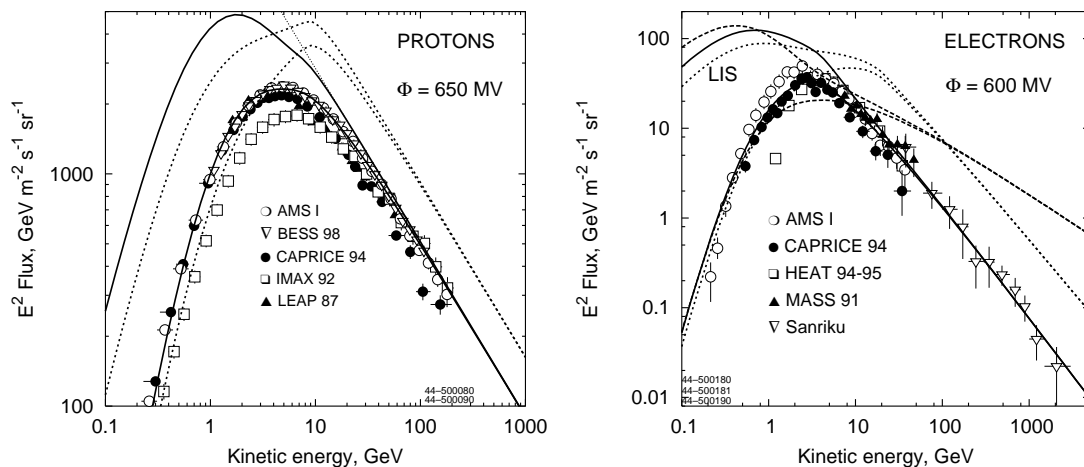 PROTONS
Φ = 650 MV
AMS I
BESS 98
CAPRICE 94
IMAX 92
LEAP 87
44–500080
44–500090
E² Flux, GeV m⁻² s⁻¹ sr⁻¹
1000
100
0.1 1 10 100 1000
Kinetic energy, GeV
ELECTRONS
LIS
Φ = 600 MV
AMS I
CAPRICE 94
HEAT 94-95
MASS 91
Sanriku
44–500180
44–500181
44–500190
E² Flux, GeV m⁻² s⁻¹ sr⁻¹
100
10
1
0.1
0.01
0.1 1 10 100 1000
Kinetic energy, GeV